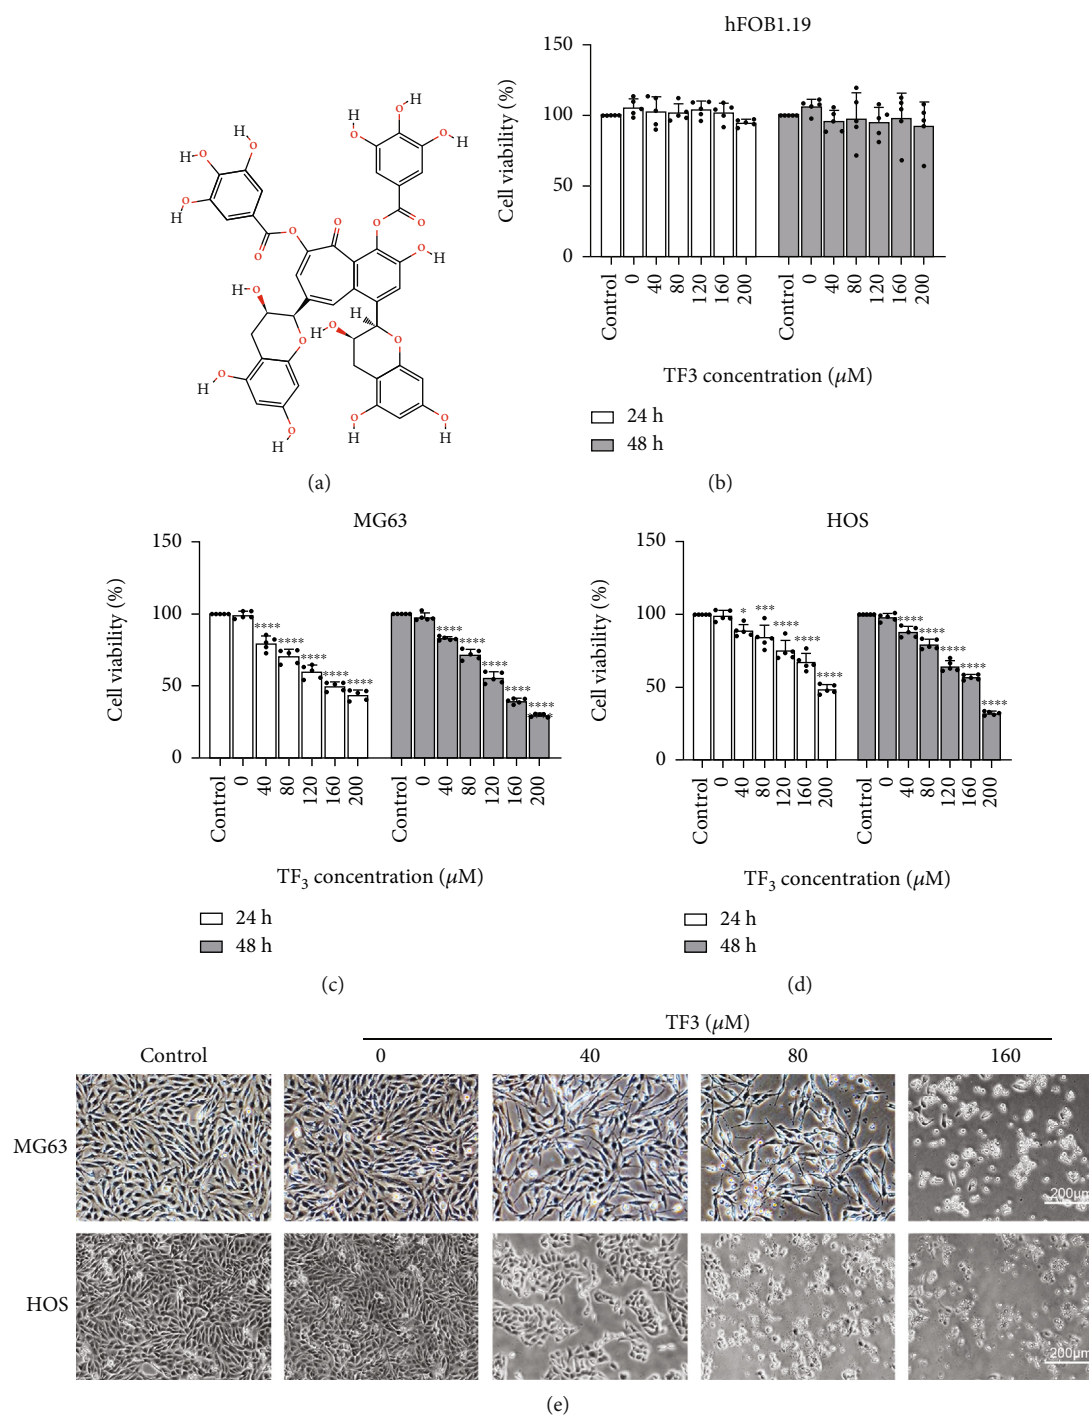 H
H
H
H
H
H
O
O
O
O
O
O
O
O
O
O
O
O
H
H
H
H
H
H
H
O
O
O
O
O
O
O
O
(a)
hFOB1.19
Cell viability (%)
150
100
50
0
Control
0
40
80
120
160
200
Control
0
40
80
120
160
200
TF3 concentration (μM)
24 h
48 h
(b)
MG63
Cell viability (%)
150
100
50
0
****
****
****
****
****
****
****
****
****
****
Control
0
40
80
120
160
200
Control
0
40
80
120
160
200
TF3 concentration (μM)
24 h
48 h
(c)
HOS
Cell viability (%)
150
100
50
0
*
***
****
****
****
****
****
****
****
****
Control
0
40
80
120
160
200
Control
0
40
80
120
160
200
TF3 concentration (μM)
24 h
48 h
(d)
TF3 (μM)
Control 0 40 80 160
MG63
200μm
HOS
200μm
(e)